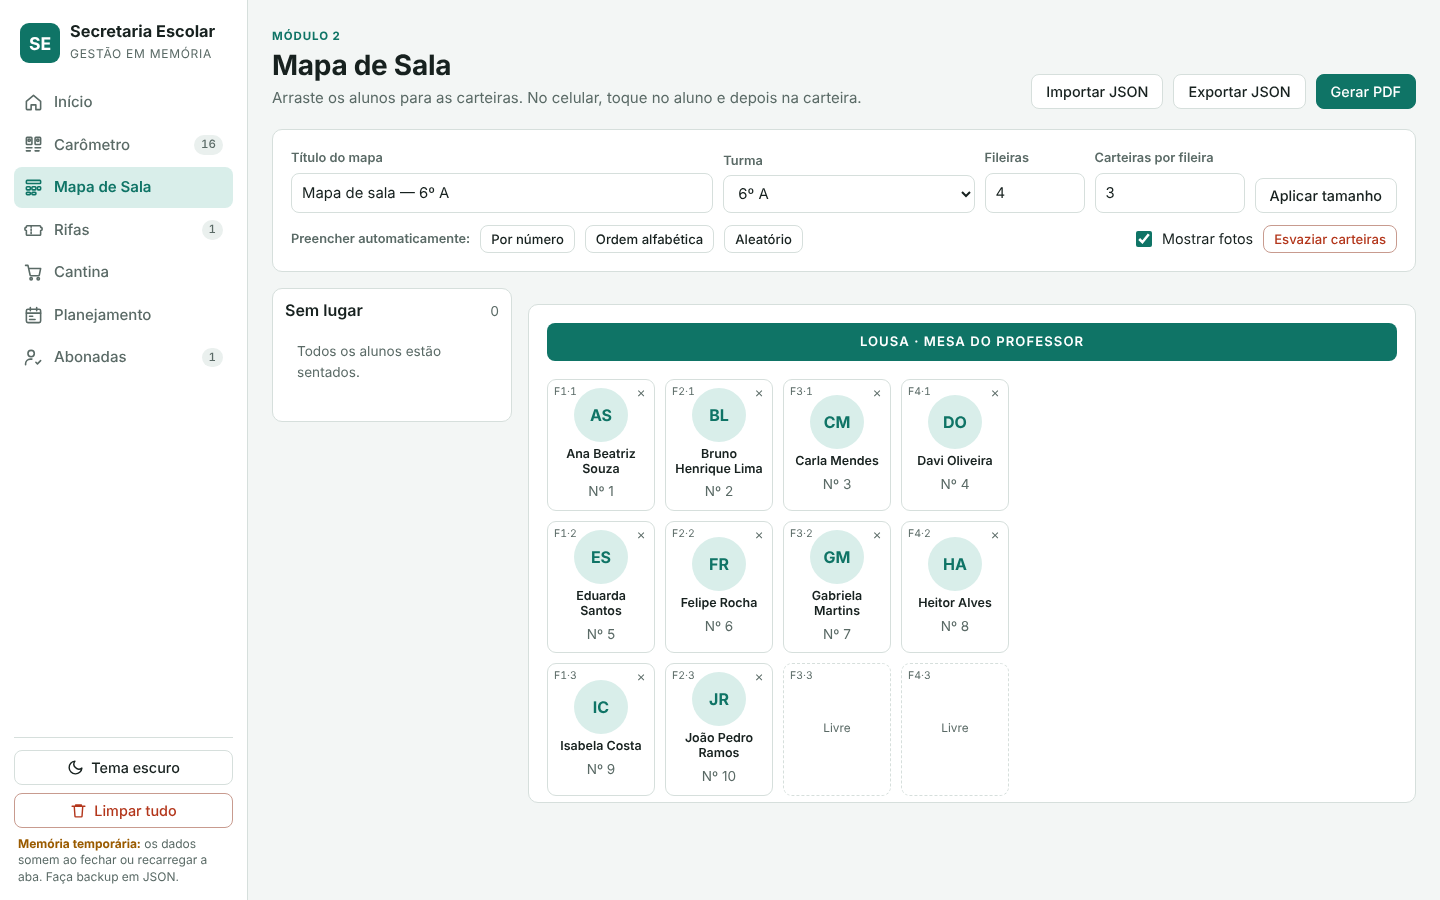 SE
Secretaria Escolar
GESTÃO EM MEMÓRIA
Início
Carômetro 16
Mapa de Sala
Rifas 1
Cantina
Planejamento
Abonadas 1
Tema escuro
Limpar tudo
Memória temporária: os dados
somem ao fechar ou recarregar a
aba. Faça backup em JSON.
MÓDULO 2
Mapa de Sala
Arraste os alunos para as carteiras. No celular, toque no aluno e depois na carteira.
Importar JSON
Exportar JSON
Gerar PDF
Título do mapa
Mapa de sala — 6º A
Turma
6º A
Fileiras
4
Carteiras por fileira
3
Aplicar tamanho
Preencher automaticamente:
Por número
Ordem alfabética
Aleatório
Mostrar fotos
Esvaziar carteiras
Sem lugar 0
Todos os alunos estão
sentados.
LOUSA · MESA DO PROFESSOR
F1·1 ×
AS
Ana Beatriz
Souza
Nº 1
F2·1 ×
BL
Bruno
Henrique Lima
Nº 2
F3·1 ×
CM
Carla Mendes
Nº 3
F4·1 ×
DO
Davi Oliveira
Nº 4
F1·2 ×
ES
Eduarda
Santos
Nº 5
F2·2 ×
FR
Felipe Rocha
Nº 6
F3·2 ×
GM
Gabriela
Martins
Nº 7
F4·2 ×
HA
Heitor Alves
Nº 8
F1·3 ×
IC
Isabela Costa
Nº 9
F2·3 ×
JR
João Pedro
Ramos
Nº 10
F3·3
Livre
F4·3
Livre